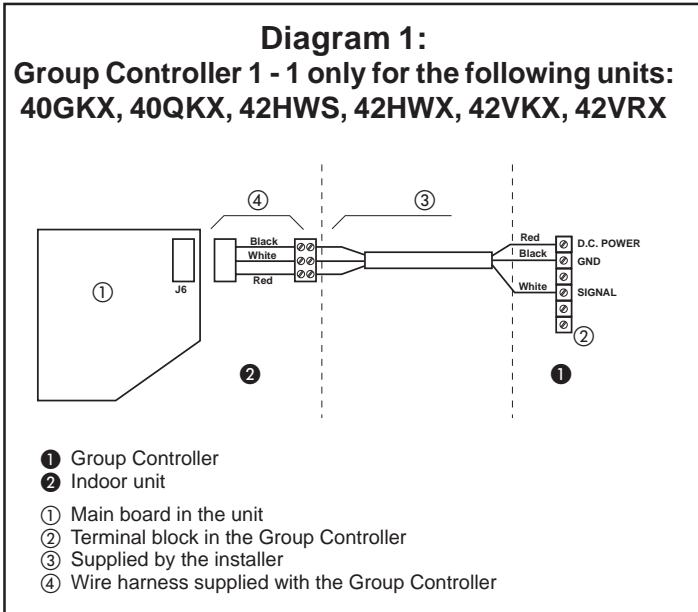 Diagram 1:
Group Controller 1 - 1 only for the following units:
40GKX, 40QKX, 42HWS, 42HWX, 42VKX, 42VRX
④ ③
Black
White
Red
J6
①
Red
Black
White
D.C. POWER
GND
SIGNAL
②
❷ ❶
❶ Group Controller
❷ Indoor unit
① Main board in the unit
② Terminal block in the Group Controller
③ Supplied by the installer
④ Wire harness supplied with the Group Controller